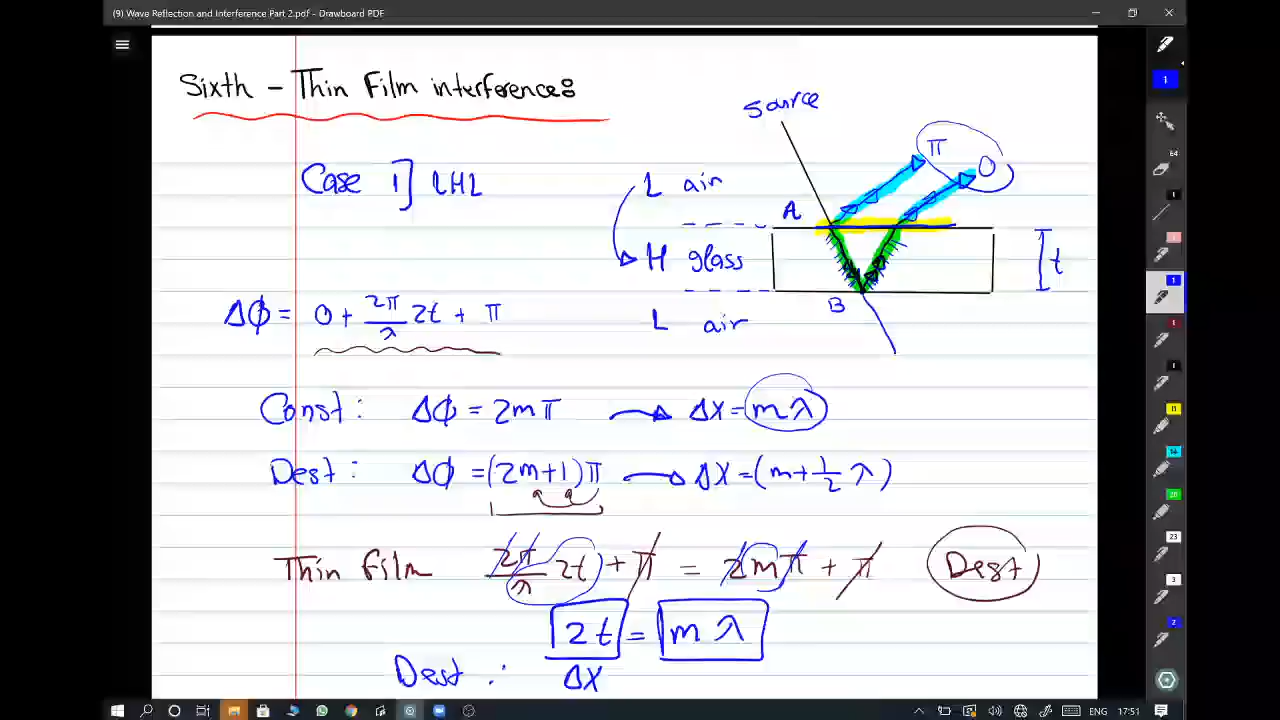 (9) Wave Reflection and Interference Part 2.pdf - Drawboard PDF
Sixth - Thin Film interferences
Source
π
0
Case 1] LHL
L air
A
H glass
t
B
L air
Δϕ = 0 + 2π/λ 2t + π
Const: Δϕ = 2mπ → Δx = mλ
Dest: Δϕ = (2m+1)π → Δx = (m+1/2 λ)
Thin Film 2π/λ 2t + π = 2mπ + π Dest
2t = mλ
Dest : Δx
ENG 17:51